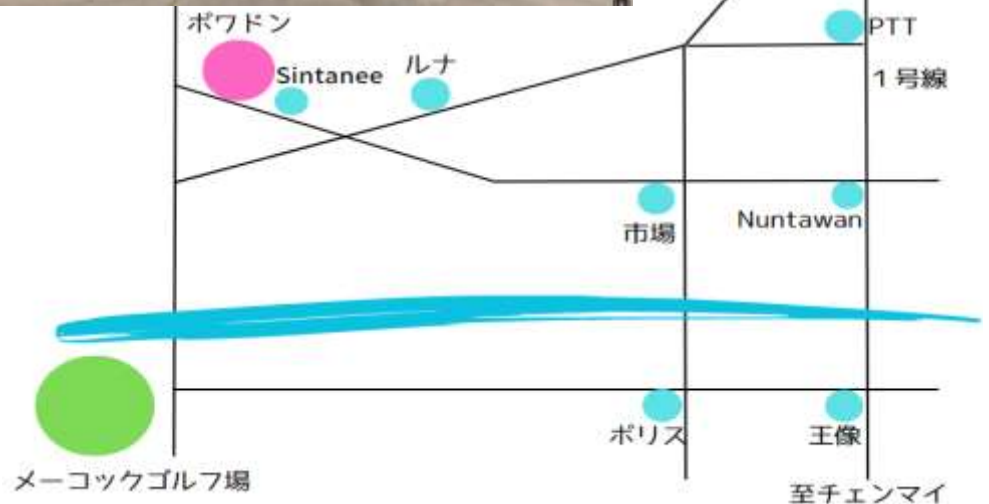 ポワドン
PTT
Sintanee
ルナ
1号線
市場
Nuntawan
ポリス
王像
メーコックゴルフ場
至チェンマイ